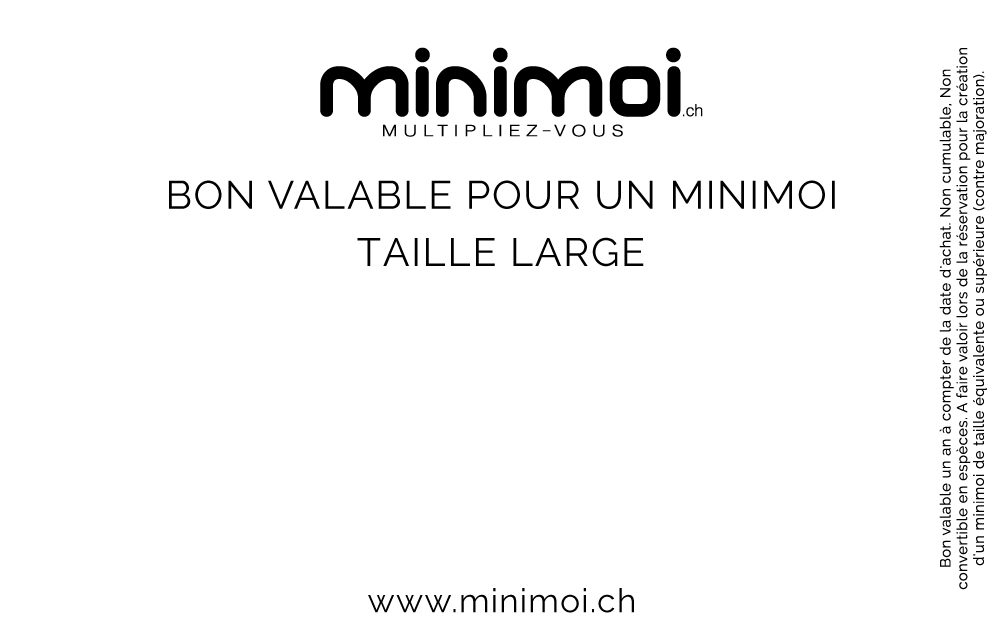 minimoi.ch
MULTIPLIEZ-VOUS
BON VALABLE POUR UN MINIMOI
TAILLE LARGE
www.minimoi.ch
Bon valable un an à compter de la date d'achat. Non cumulable. Non
convertible en espèces. A faire valoir lors de la réservation pour la création
d'un minimoi de taille équivalente ou supérieure (contre majoration).